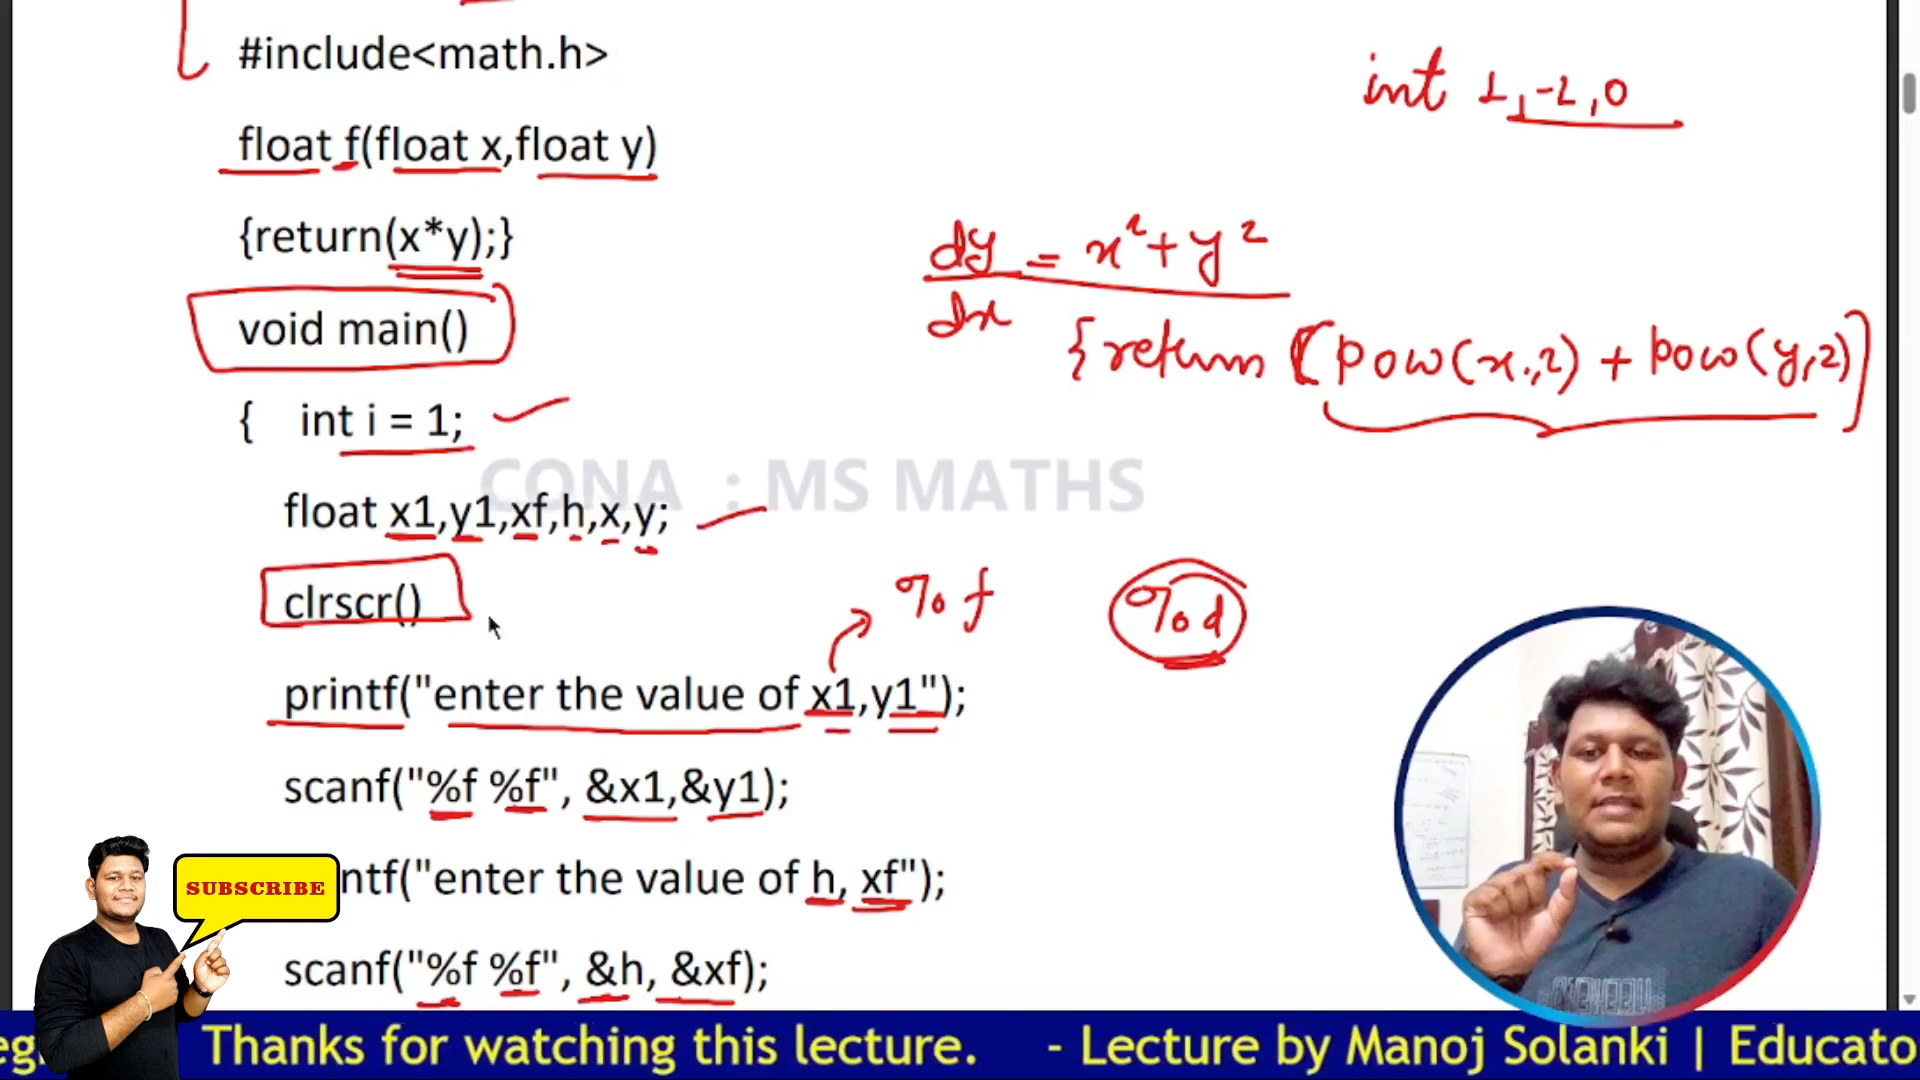 #include<math.h>
int 1,-1,0
float f(float x,float y)
{return(x*y);}
dy/dx = x² + y²
void main()
{return (pow(x,2) + pow(y,2)
{ int i = 1;
CONA : MS MATHS
float x1,y1,xf,h,x,y;
clrscr()
%f
%d
printf("enter the value of x1,y1");
scanf("%f %f", &x1,&y1);
SUBSCRIBE
ntf("enter the value of h, xf");
scanf("%f %f", &h, &xf);
Thanks for watching this lecture. - Lecture by Manoj Solanki | Educato